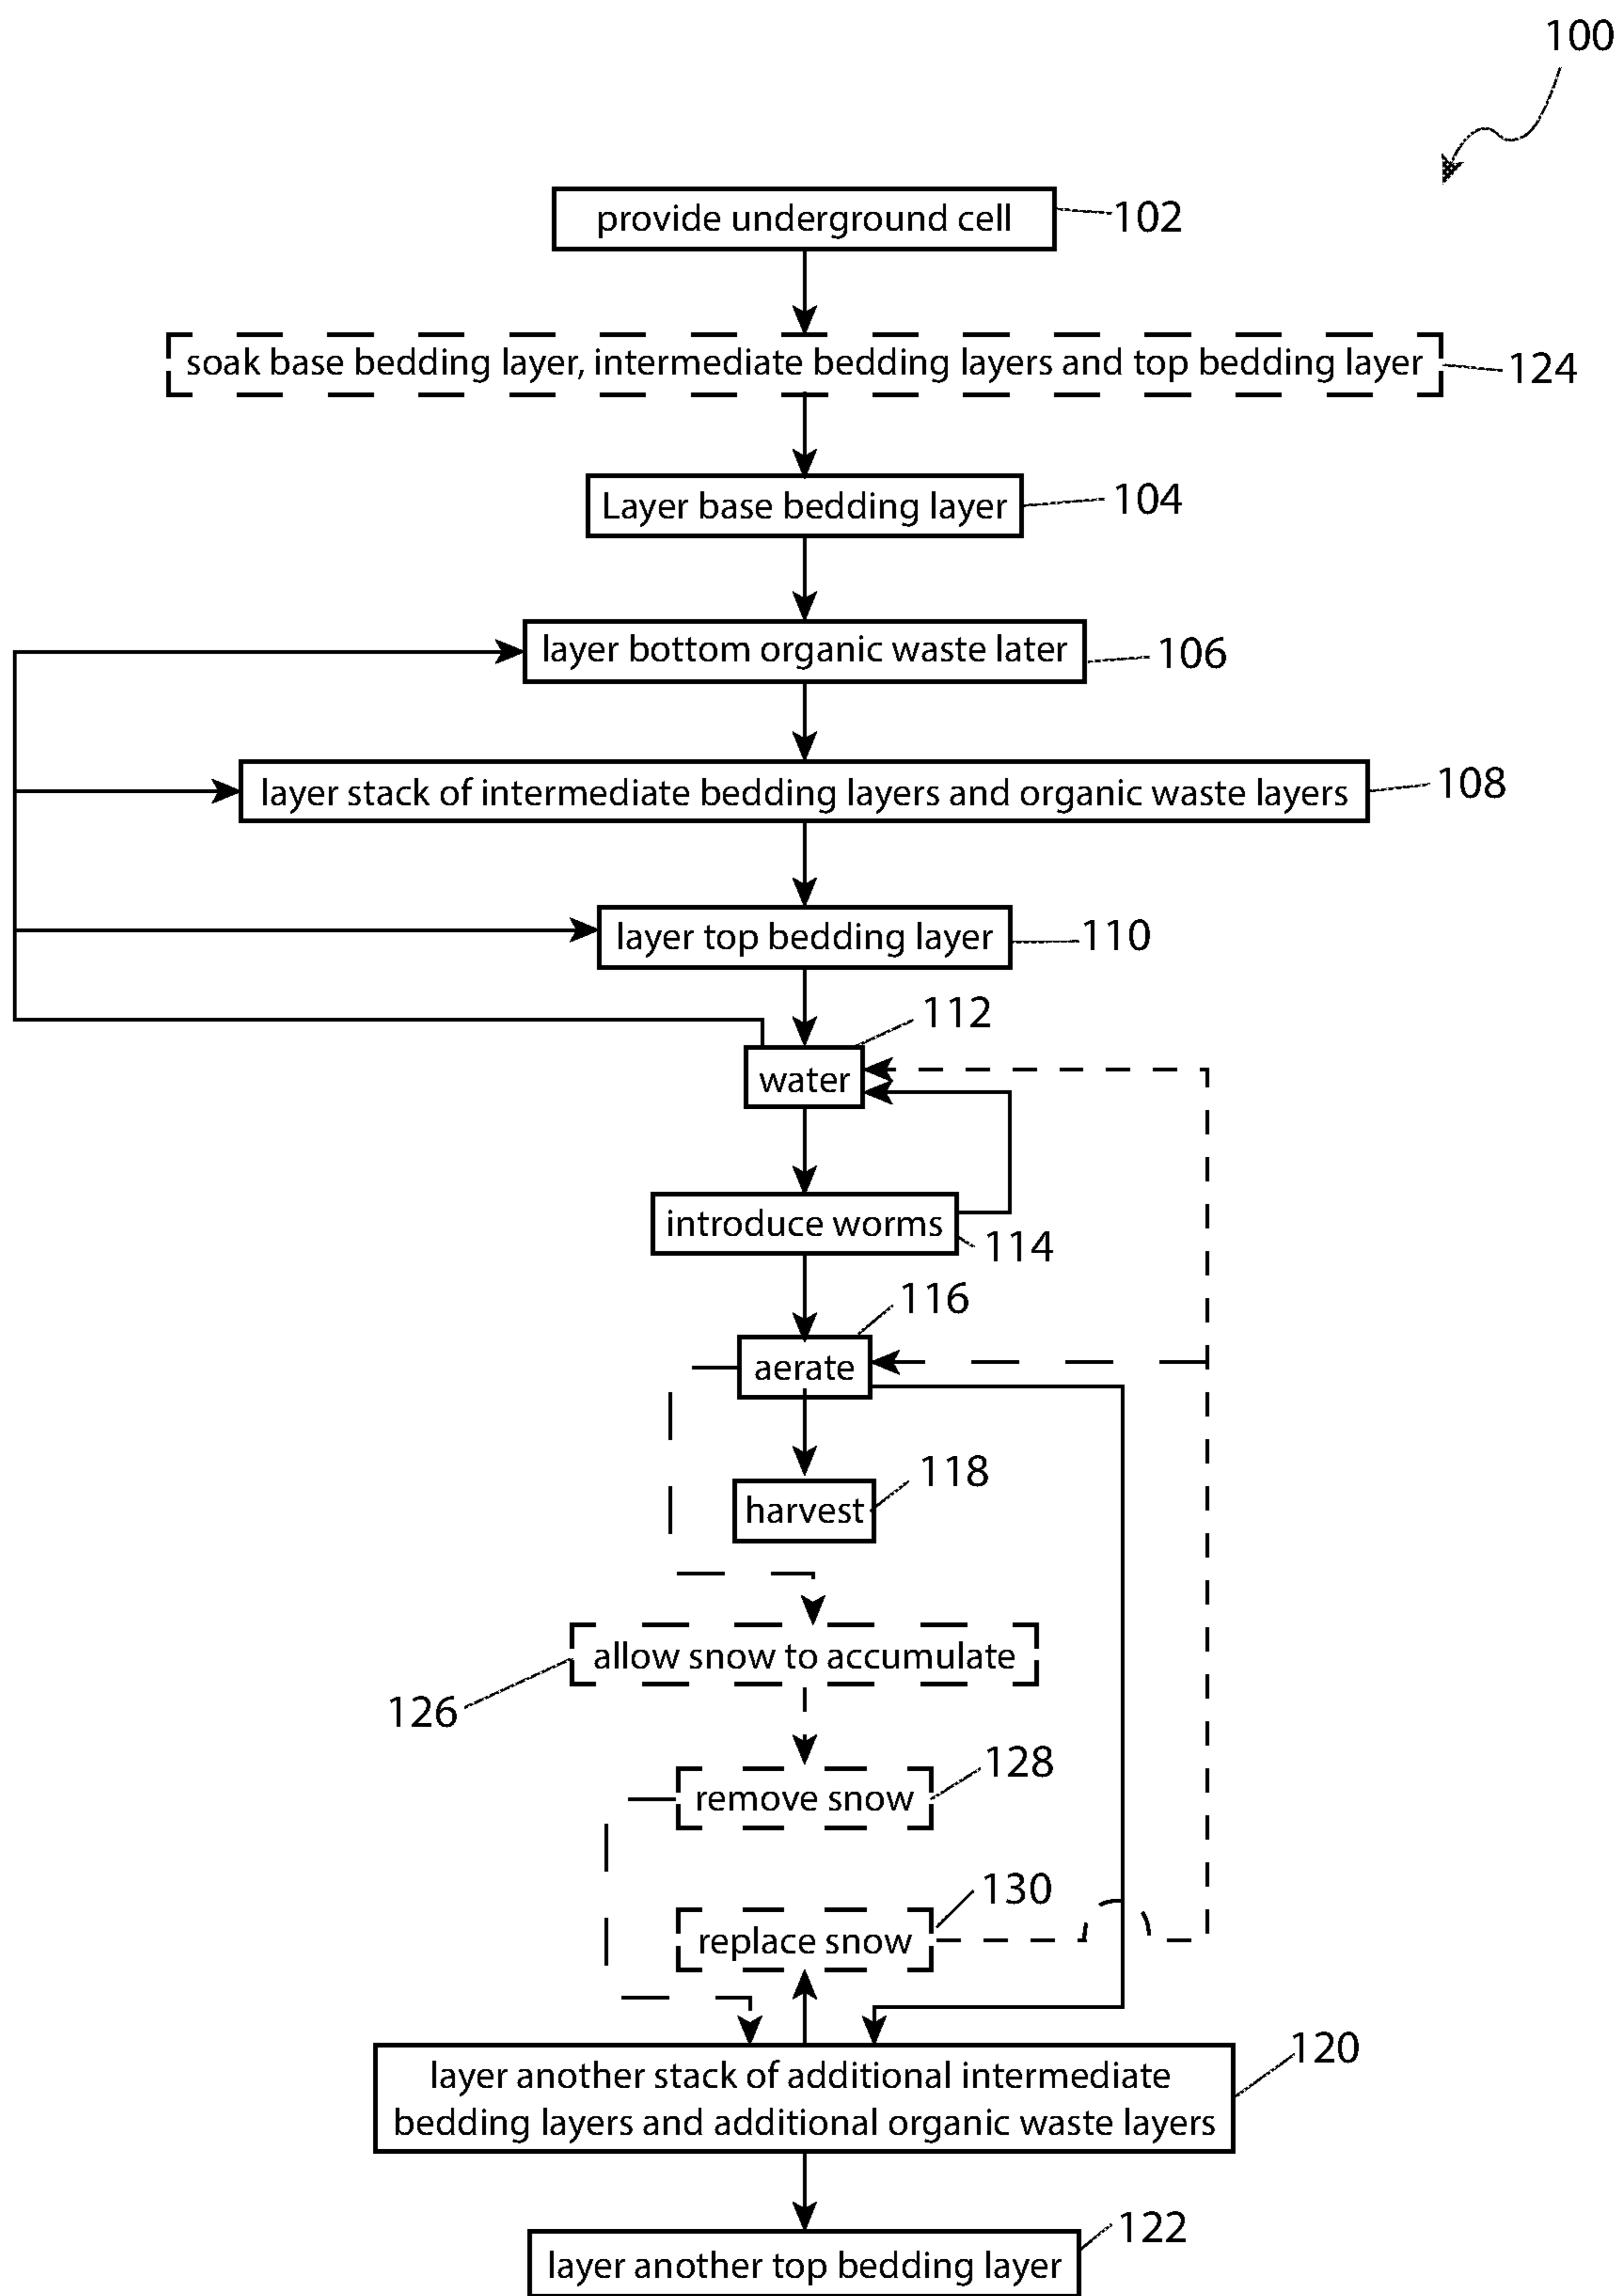 100
provide underground cell
102
soak base bedding layer, intermediate bedding layers and top bedding layer
124
Layer base bedding layer
104
layer bottom organic waste later
106
layer stack of intermediate bedding layers and organic waste layers
108
layer top bedding layer
110
112
water
introduce worms
114
116
aerate
118
harvest
allow snow to accumulate
126
128
remove snow
130
replace snow
120
layer another stack of additional intermediate
bedding layers and additional organic waste layers
122
layer another top bedding layer